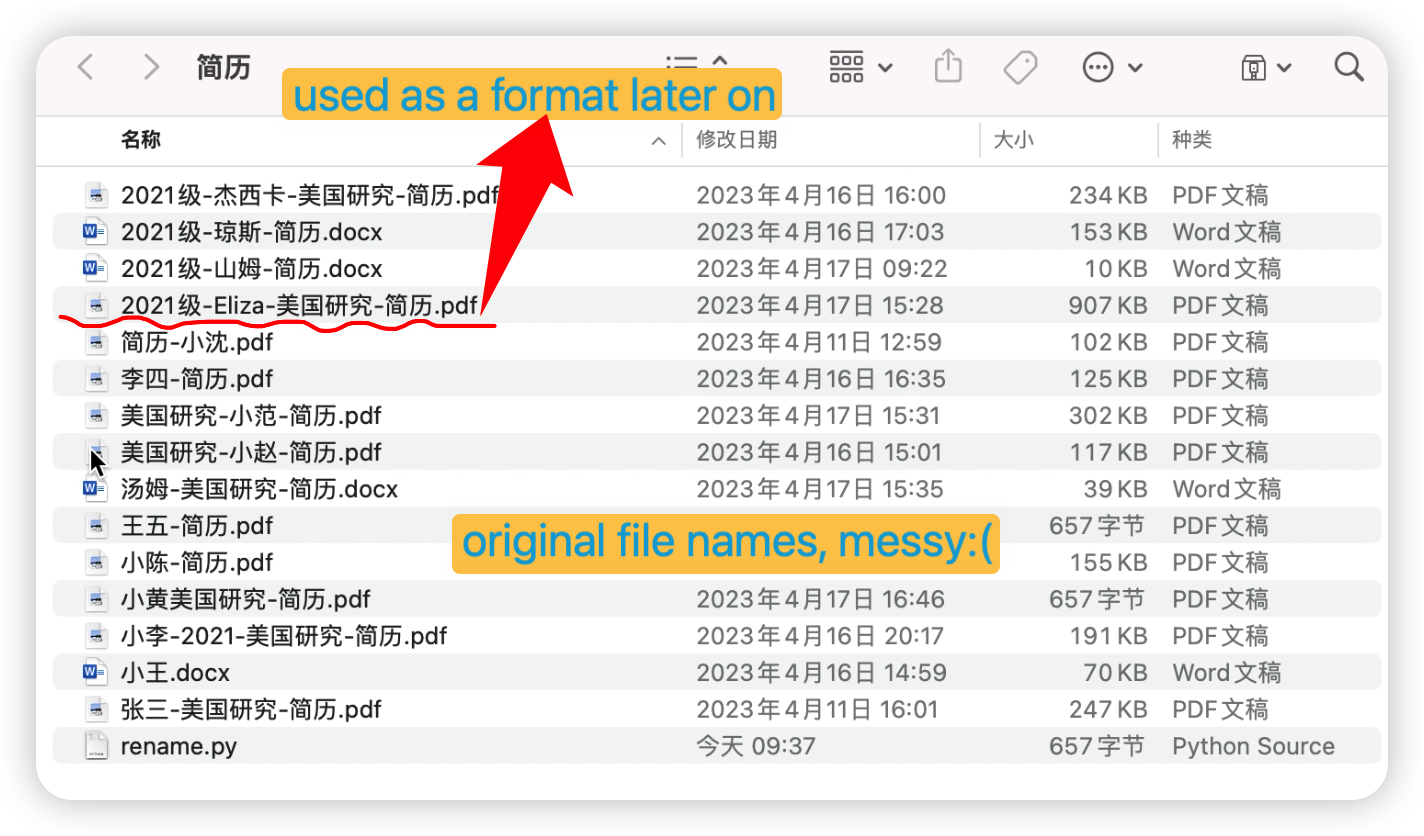 简历
used as a format later on
名称 修改日期 大小 种类
2021级-杰西卡-美国研究-简历.pdf 2023年4月16日 16:00 234 KB PDF文稿
2021级-琼斯-简历.docx 2023年4月16日 17:03 153 KB Word文稿
2021级-山姆-简历.docx 2023年4月17日 09:22 10 KB Word文稿
2021级-Eliza-美国研究-简历.pdf 2023年4月17日 15:28 907 KB PDF文稿
简历-小沈.pdf 2023年4月11日 12:59 102 KB PDF文稿
李四-简历.pdf 2023年4月16日 16:35 125 KB PDF文稿
美国研究-小范-简历.pdf 2023年4月17日 15:31 302 KB PDF文稿
美国研究-小赵-简历.pdf 2023年4月16日 15:01 117 KB PDF文稿
汤姆-美国研究-简历.docx 2023年4月17日 15:35 39 KB Word文稿
王五-简历.pdf 657 字节 PDF文稿
original file names, messy:(
小陈-简历.pdf 155 KB PDF文稿
小黄美国研究-简历.pdf 2023年4月17日 16:46 657 字节 PDF文稿
小李-2021-美国研究-简历.pdf 2023年4月16日 20:17 191 KB PDF文稿
小王.docx 2023年4月16日 14:59 70 KB Word文稿
张三-美国研究-简历.pdf 2023年4月11日 16:01 247 KB PDF文稿
rename.py 今天 09:37 657 字节 Python Source